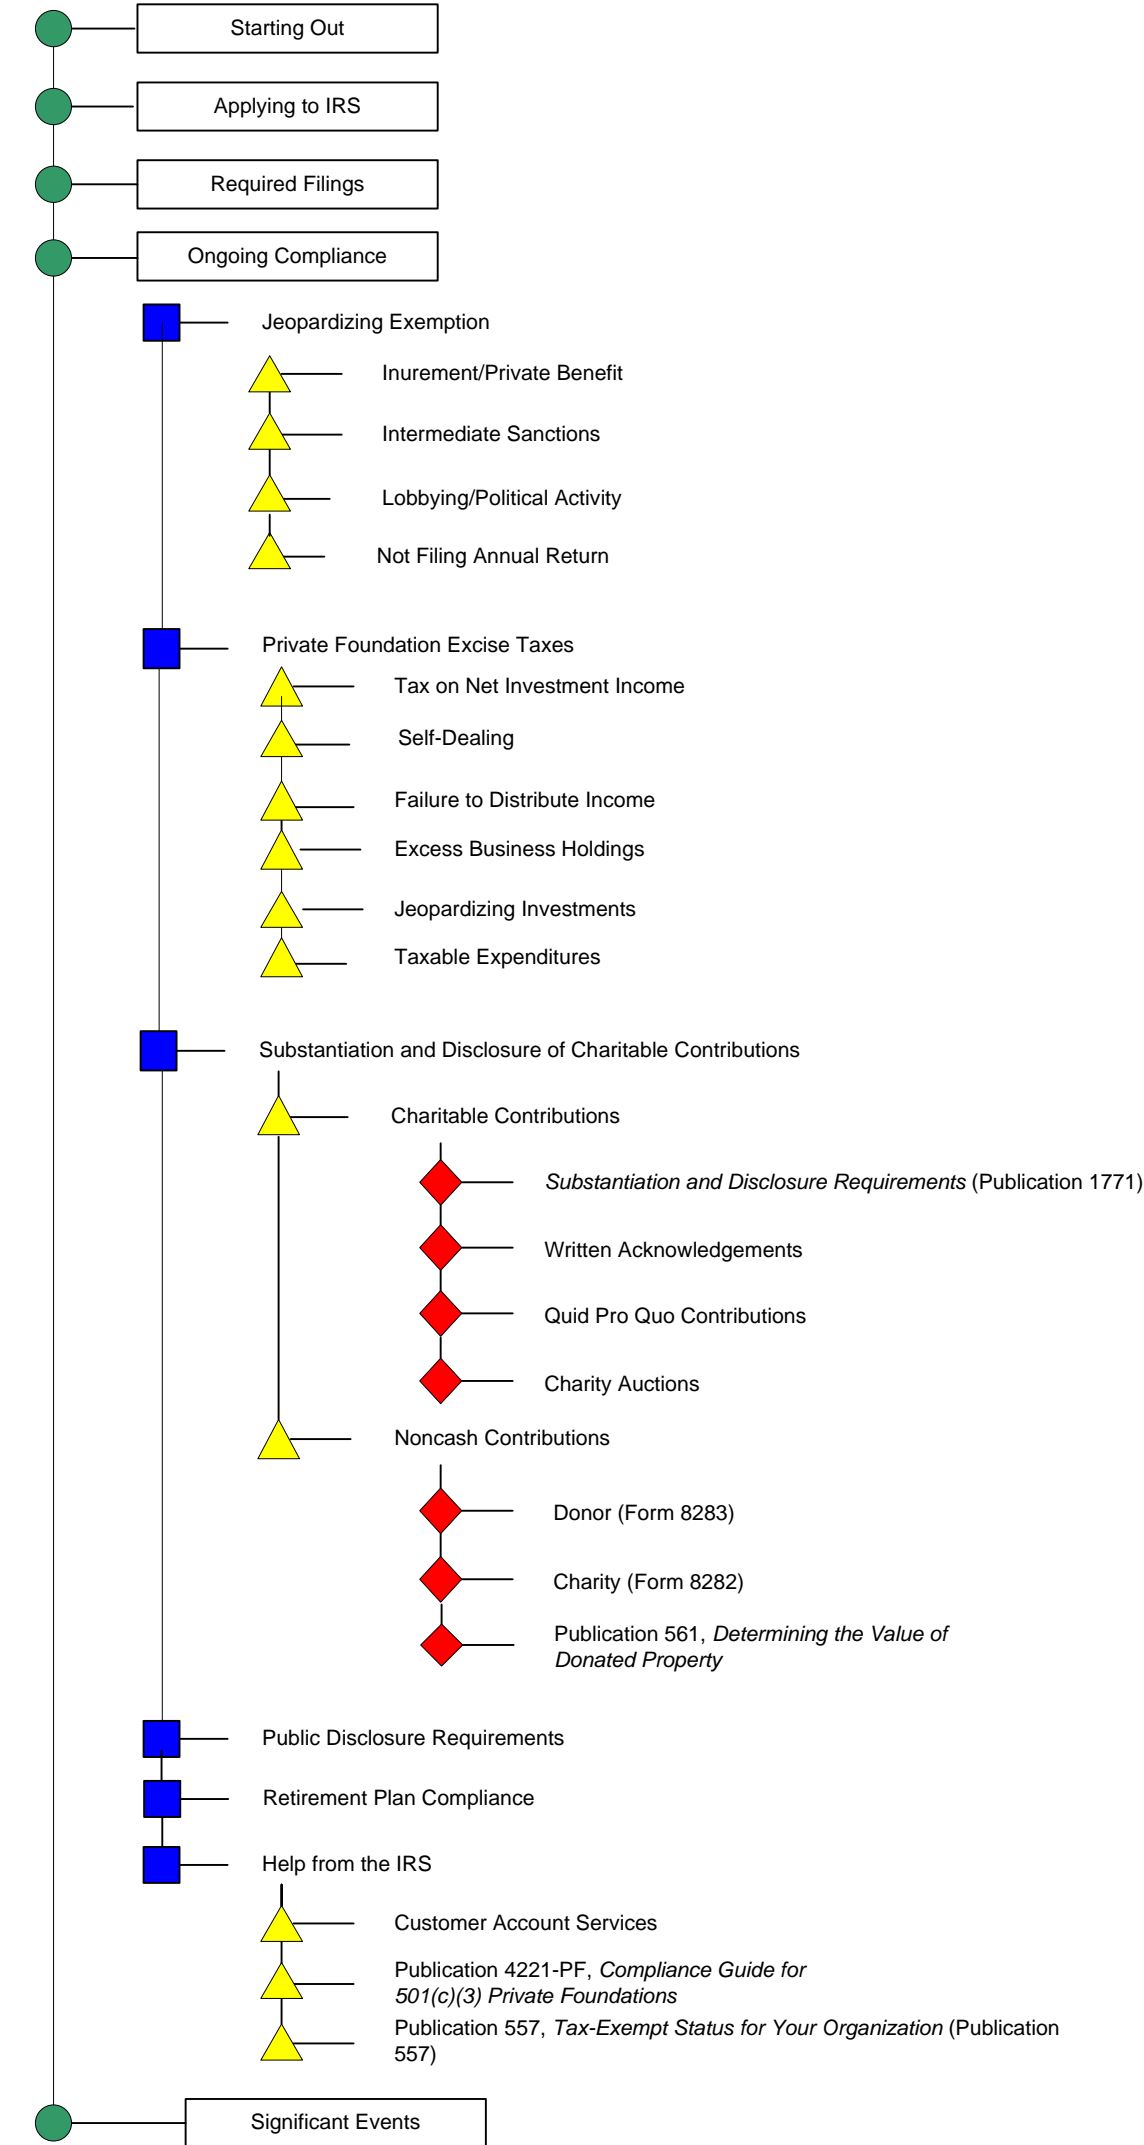 Starting Out
Applying to IRS
Required Filings
Ongoing Compliance
Jeopardizing Exemption
Inurement/Private Benefit
Intermediate Sanctions
Lobbying/Political Activity
Not Filing Annual Return
Private Foundation Excise Taxes
Tax on Net Investment Income
Self-Dealing
Failure to Distribute Income
Excess Business Holdings
Jeopardizing Investments
Taxable Expenditures
Substantiation and Disclosure of Charitable Contributions
Charitable Contributions
Substantiation and Disclosure Requirements (Publication 1771)
Written Acknowledgements
Quid Pro Quo Contributions
Charity Auctions
Noncash Contributions
Donor (Form 8283)
Charity (Form 8282)
Publication 561, Determining the Value of
Donated Property
Public Disclosure Requirements
Retirement Plan Compliance
Help from the IRS
Customer Account Services
Publication 4221-PF, Compliance Guide for
501(c)(3) Private Foundations
Publication 557, Tax-Exempt Status for Your Organization (Publication
557)
Significant Events